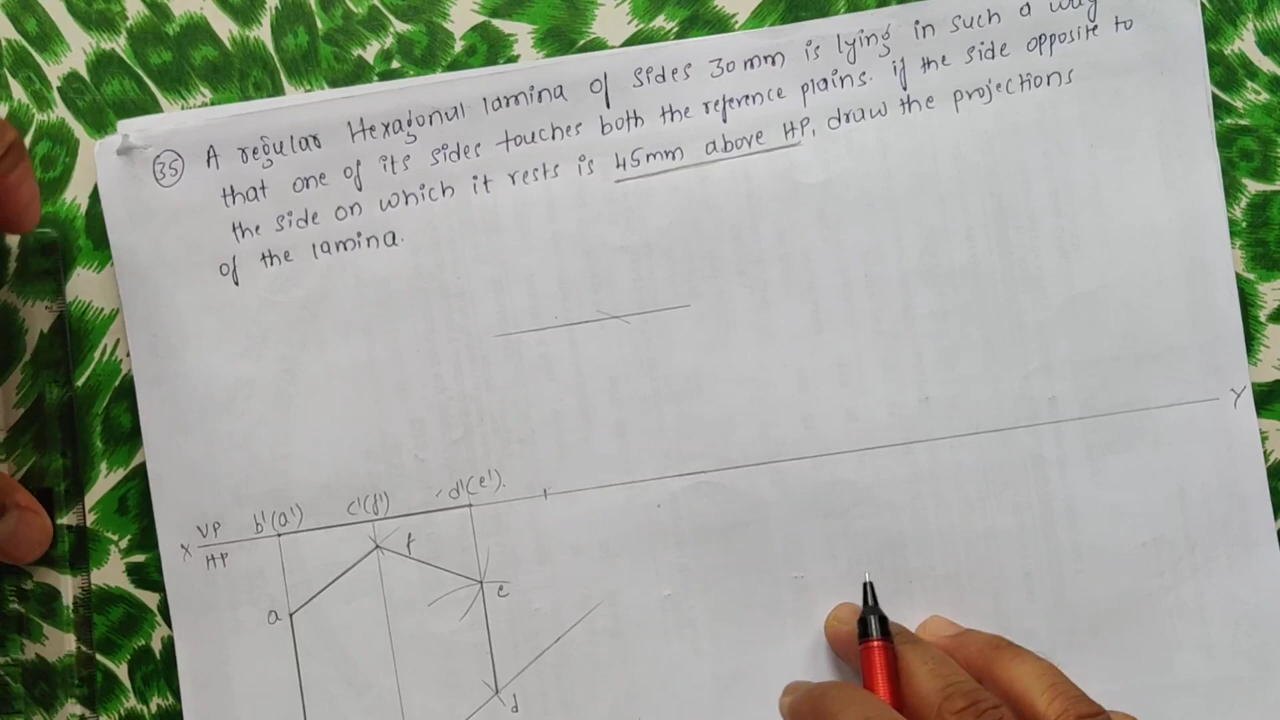 35 A regular Hexagonal lamina of sides 30mm is lying in such a way
that one of its sides touches both the reference plains. if the side opposite to
the side on which it rests is 45mm above HP, draw the projections
of the lamina.
Y
X VP b'(a') c'(f') d'(e').
HP
f
a e
d